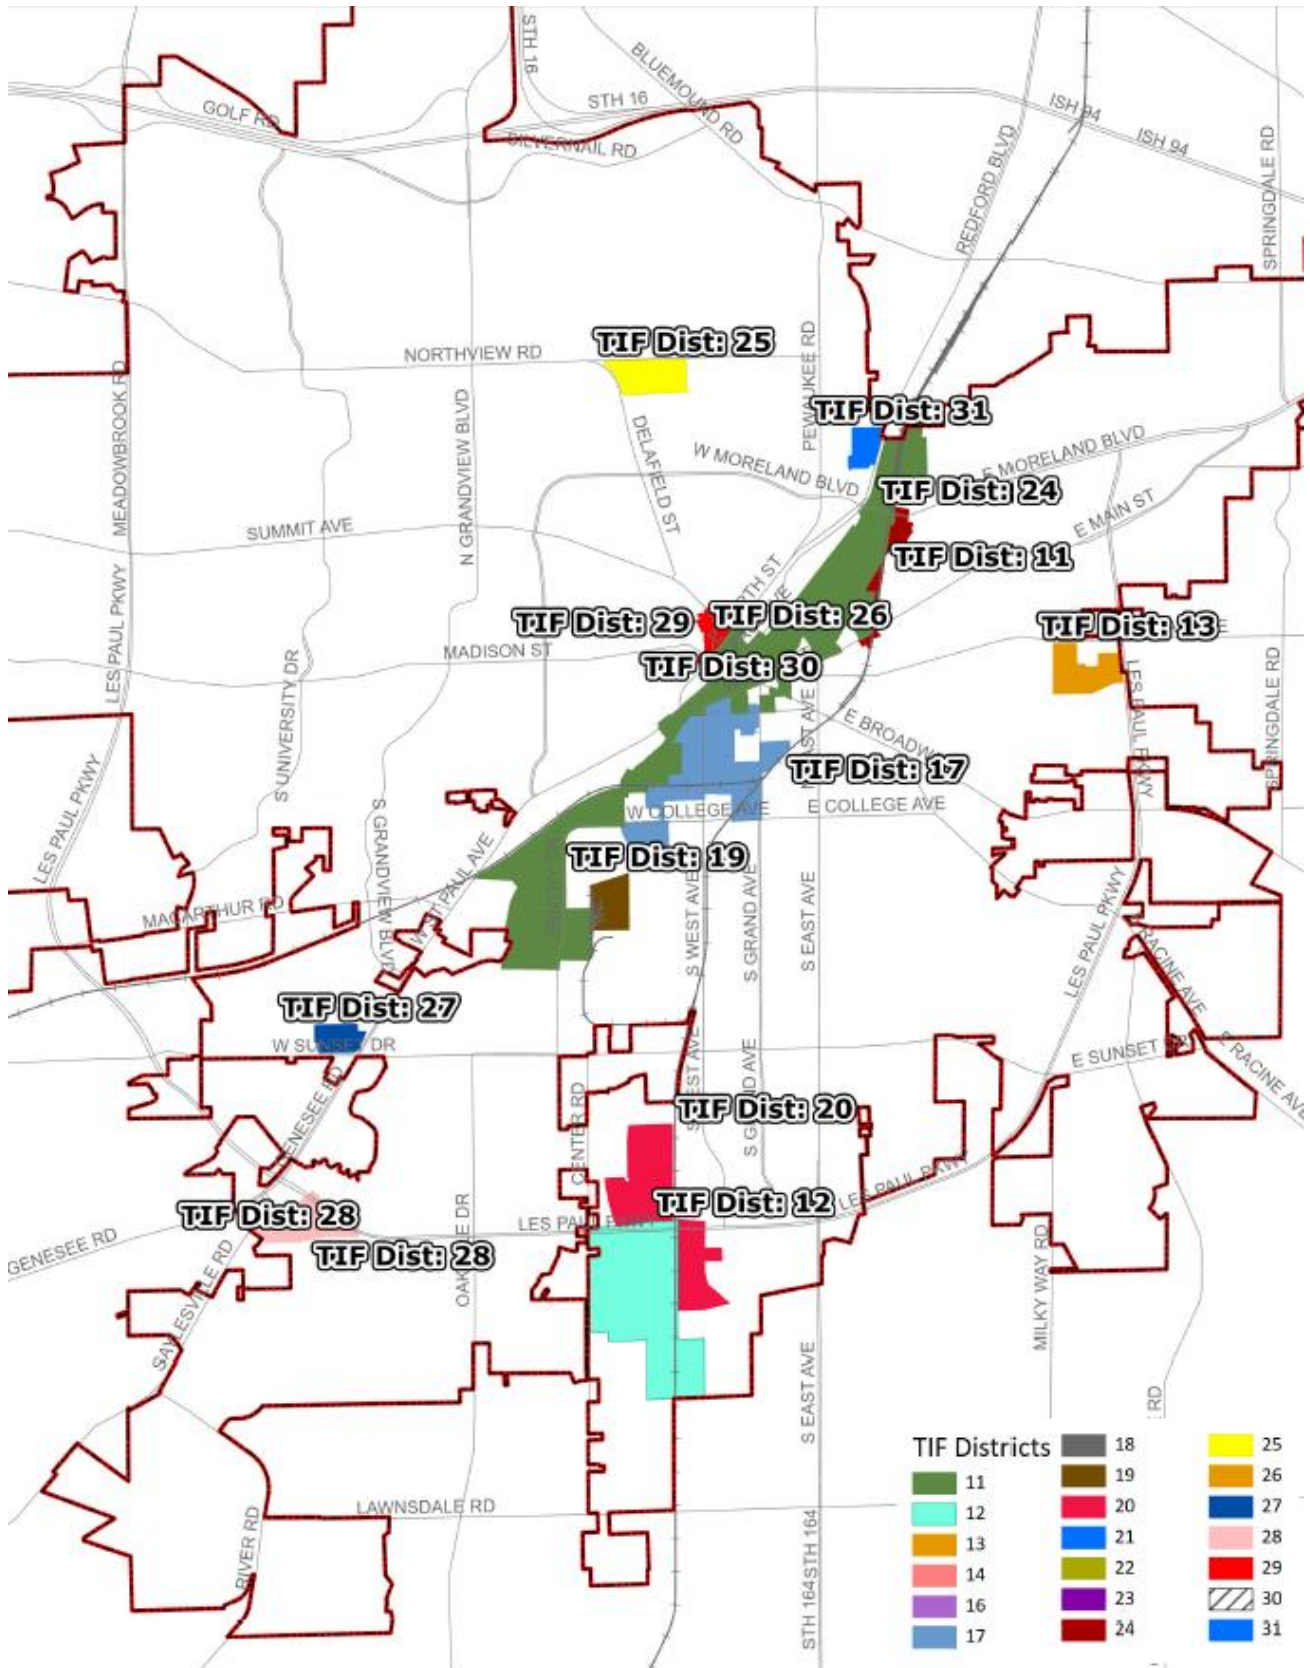 STH 16
BLUEMOUND RD
STH 16
GOLF RD
SILVERNAIL RD
ISH 94
ISH 94
REDFORD BLVD
SPRINGDALE RD
TIF Dist: 25
NORTHVIEW RD
PEWAUKEE RD
MEADOWBROOK RD
N GRANDVIEW BLVD
TIF Dist: 31
DELAFIELD ST
W MORELAND BLVD
E MORELAND BLVD
TIF Dist: 24
SUMMIT AVE
E MAIN ST
TIF Dist: 11
LES PAUL PKWY
TIF Dist: 29
TIF Dist: 26
TIF Dist: 13
MADISON ST
TIF Dist: 30
S UNIVERSITY DR
LES PAUL PKWY
SPRINGDALE RD
E BROADWAY
TIF Dist: 17
LES PAUL PKWY
S GRANDVIEW BLVD
W COLLEGE AVE
E COLLEGE AVE
W ST PAUL AVE
TIF Dist: 19
MACARTHUR RD
S WEST AVE
S GRAND AVE
S EAST AVE
LES PAUL PKWY
RACINE AVE
TIF Dist: 27
W SUNSET DR
E SUNSET DR
E RACINE AVE
GENESEE RD
CENTER RD
S GRAND AVE
TIF Dist: 20
LES PAUL PKWY
TIF Dist: 12
TIF Dist: 28
LES PAUL PKWY
GENESEE RD
TIF Dist: 28
SAYLESVILLE RD
MILKY WAY RD
S EAST AVE
RD
LAWNSDALE RD
RIVER RD
STH 164
STH 164
TIF Districts
11
12
13
14
16
17
18
19
20
21
22
23
24
25
26
27
28
29
30
31